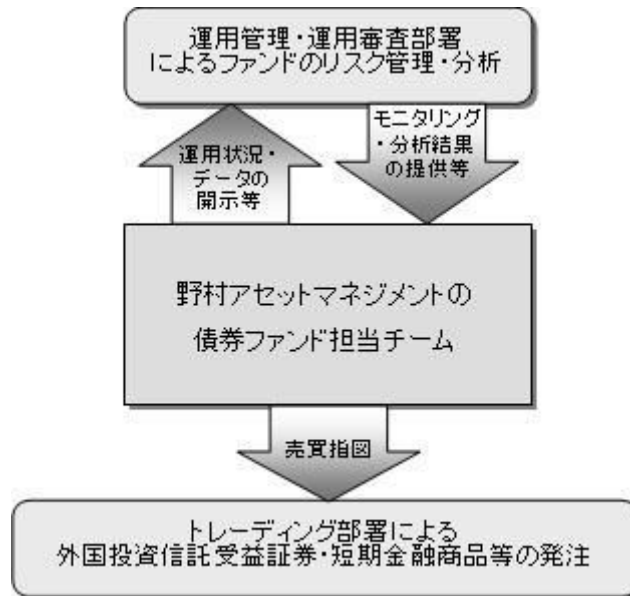 運用管理・運用審査部署
によるファンドのリスク管理・分析
運用状況・
データの
開示等
モニタリング
・分析結果
の提供等
野村アセットマネジメントの
債券ファンド担当チーム
売買指図
トレーディング部署による
外国投資信託受益証券・短期金融商品等の発注